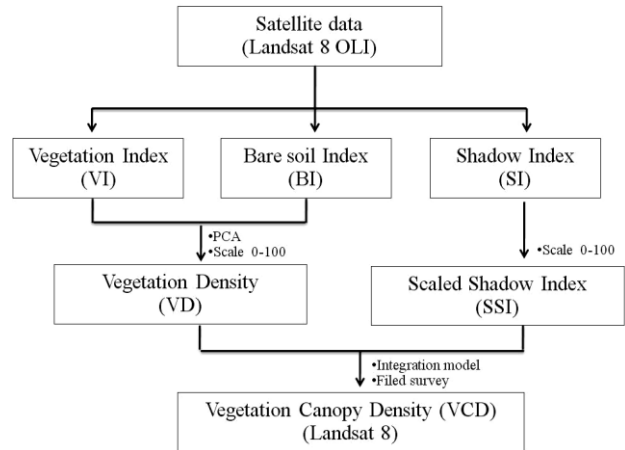 Satellite data
(Landsat 8 OLI)
Vegetation Index
(VI)
Bare soil Index
(BI)
Shadow Index
(SI)
•PCA
•Scale 0-100
•Scale 0-100
Vegetation Density
(VD)
Scaled Shadow Index
(SSI)
•Integration model
•Filed survey
Vegetation Canopy Density (VCD)
(Landsat 8)